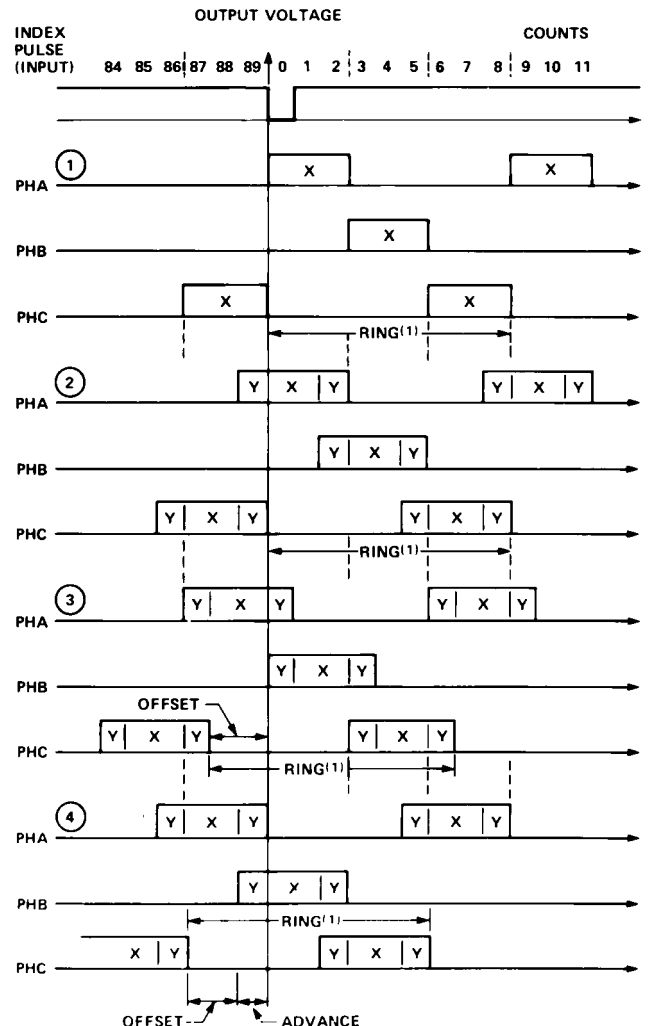 OUTPUT VOLTAGE
INDEX
PULSE
(INPUT)
COUNTS
84 85 86 87 88 89 0 1 2 3 4 5 6 7 8 9 10 11
1
PHA X X
PHB X
PHC X X
RING(1)
2
PHA Y X Y Y X Y
PHB Y X Y
PHC Y X Y Y X Y
RING(1)
3
PHA Y X Y Y X Y
PHB Y X Y
OFFSET
PHC Y X Y Y X Y
RING(1)
4
PHA Y X Y Y X Y
PHB Y X Y
RING(1)
PHC X Y Y X Y
OFFSET ADVANCE